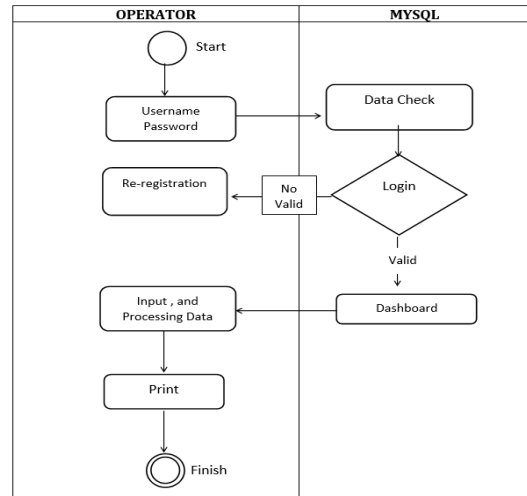 OPERATOR
MYSQL
Start
Username
Password
Data Check
Re-registration
No
Valid
Login
Valid
Input , and
Processing Data
Dashboard
Print
Finish